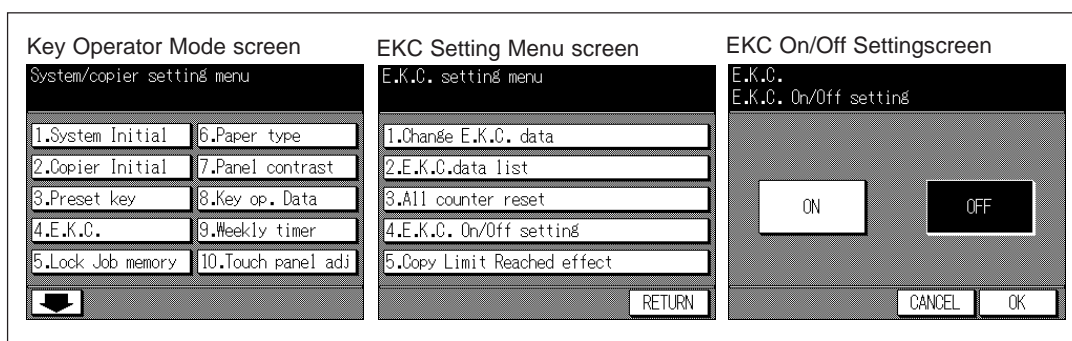 Key Operator Mode screen
System/copier setting menu
1.System Initial
6.Paper type
2.Copier Initial
7.Panel contrast
3.Preset key
8.Key op. Data
4.E.K.C.
9.Weekly timer
5.Lock Job memory
10.Touch panel adj
EKC Setting Menu screen
E.K.C. setting menu
1.Change E.K.C. data
2.E.K.C.data list
3.All counter reset
4.E.K.C. On/Off setting
5.Copy Limit Reached effect
RETURN
EKC On/Off Settingscreen
E.K.C.
E.K.C. On/Off setting
ON
OFF
CANCEL
OK